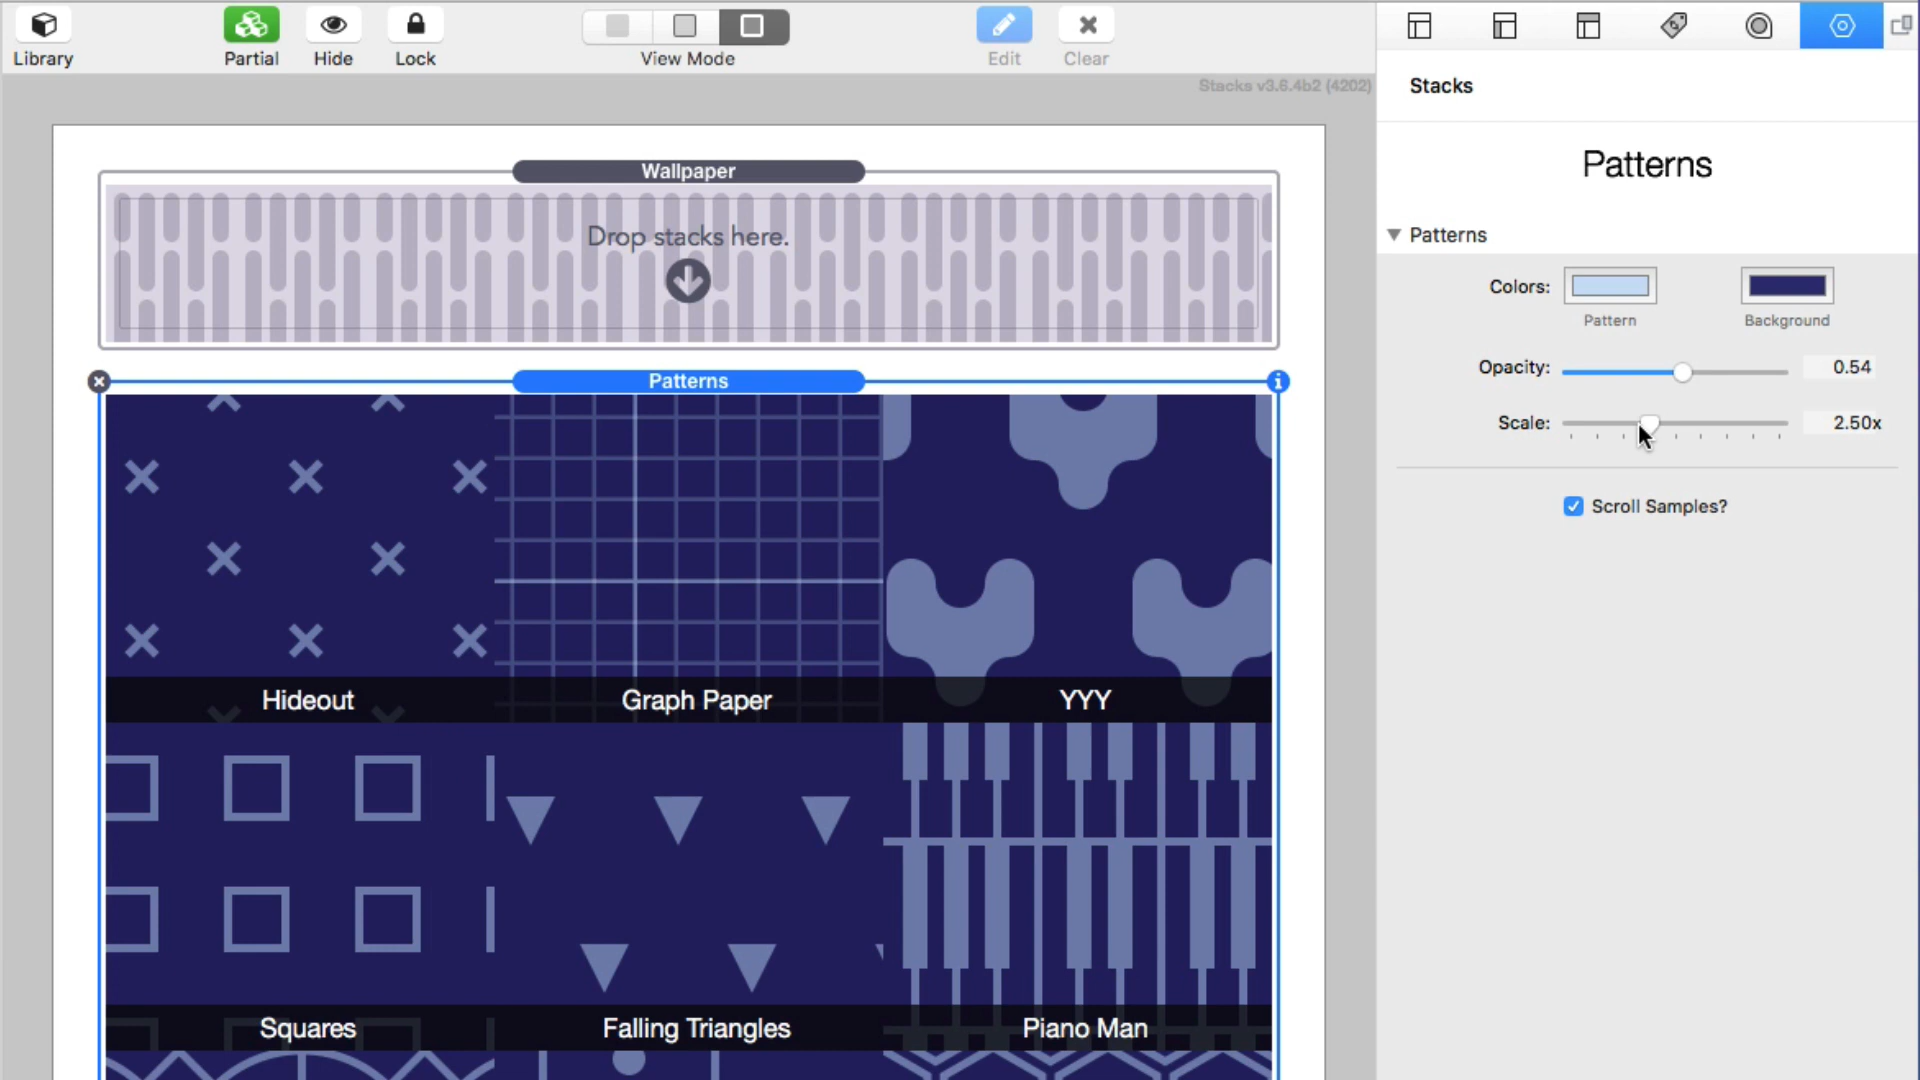 Library
Partial
Hide
Lock
View Mode
Edit
Clear
Stacks v3.6.4b2 (4202)
Wallpaper
Drop stacks here.
Patterns
Hideout
Graph Paper
YYY
Squares
Falling Triangles
Piano Man
Stacks
Patterns
Patterns
Colors:
Pattern
Background
Opacity:
0.54
Scale:
2.50x
Scroll Samples?